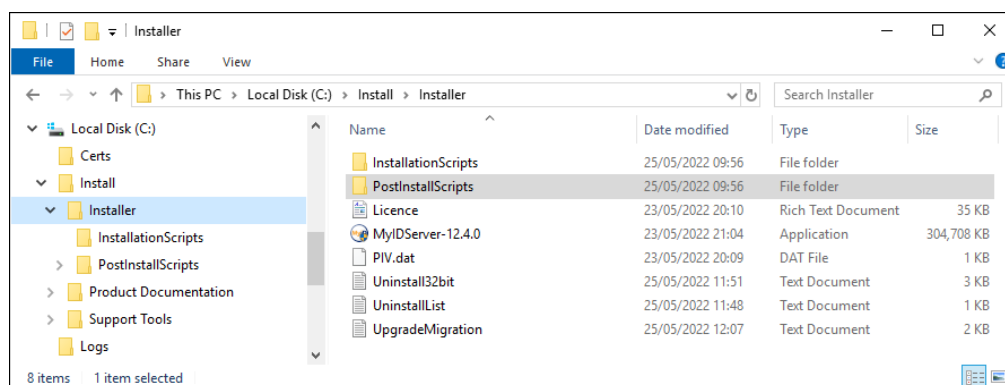 Installer
File Home Share View
This PC > Local Disk (C:) > Install > Installer Search Installer
Local Disk (C:)
Certs
Install
Installer
InstallationScripts
PostInstallScripts
Product Documentation
Support Tools
Logs
Name Date modified Type Size
InstallationScripts 25/05/2022 09:56 File folder
PostInstallScripts 25/05/2022 09:56 File folder
Licence 23/05/2022 20:10 Rich Text Document 35 KB
MyIDServer-12.4.0 23/05/2022 21:04 Application 304,708 KB
PIV.dat 23/05/2022 20:09 DAT File 1 KB
Uninstall32bit 25/05/2022 11:51 Text Document 3 KB
UninstallList 25/05/2022 11:48 Text Document 1 KB
UpgradeMigration 25/05/2022 12:07 Text Document 2 KB
8 items 1 item selected